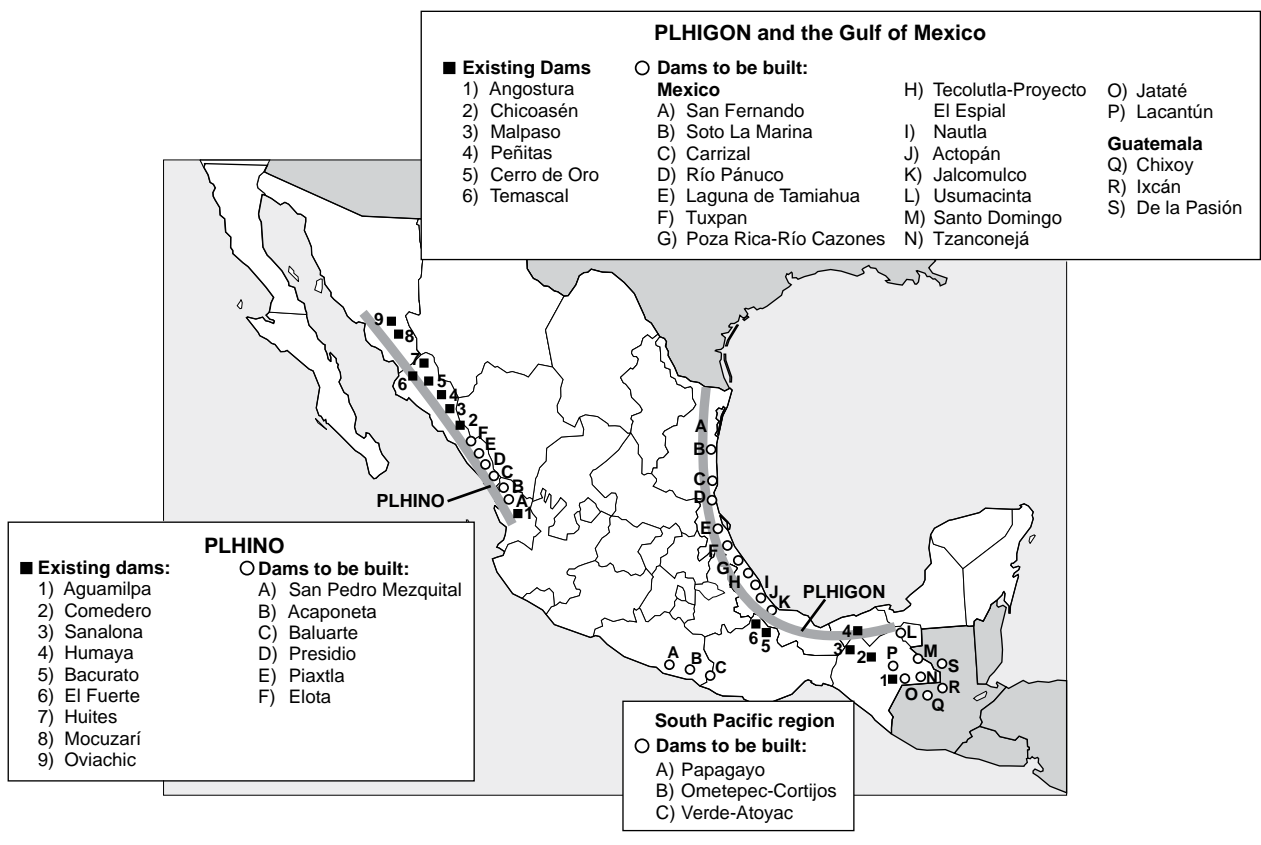 PLHIGON and the Gulf of Mexico
■ Existing Dams
1) Angostura
2) Chicoasén
3) Malpaso
4) Peñitas
5) Cerro de Oro
6) Temascal
○ Dams to be built:
Mexico
A) San Fernando
B) Soto La Marina
C) Carrizal
D) Río Pánuco
E) Laguna de Tamiahua
F) Tuxpan
G) Poza Rica-Río Cazones
H) Tecolutla-Proyecto
El Espial
I) Nautla
J) Actopán
K) Jalcomulco
L) Usumacinta
M) Santo Domingo
N) Tzanconejá
O) Jataté
P) Lacantún
Guatemala
Q) Chixoy
R) Ixcán
S) De la Pasión
9
8
7
6
5
4
3
2
F
E
D
C
B
A
1
PLHINO
A
B
C
D
E
F
G
H
I
J
K
PLHIGON
6
5
4
3
2
1
L
P
M
S
N
R
O
Q
A
B
C
PLHINO
■ Existing dams:
1) Aguamilpa
2) Comedero
3) Sanalona
4) Humaya
5) Bacurato
6) El Fuerte
7) Huites
8) Mocuzarí
9) Oviachic
○ Dams to be built:
A) San Pedro Mezquital
B) Acaponeta
C) Baluarte
D) Presidio
E) Piaxtla
F) Elota
South Pacific region
○ Dams to be built:
A) Papagayo
B) Ometepec-Cortijos
C) Verde-Atoyac